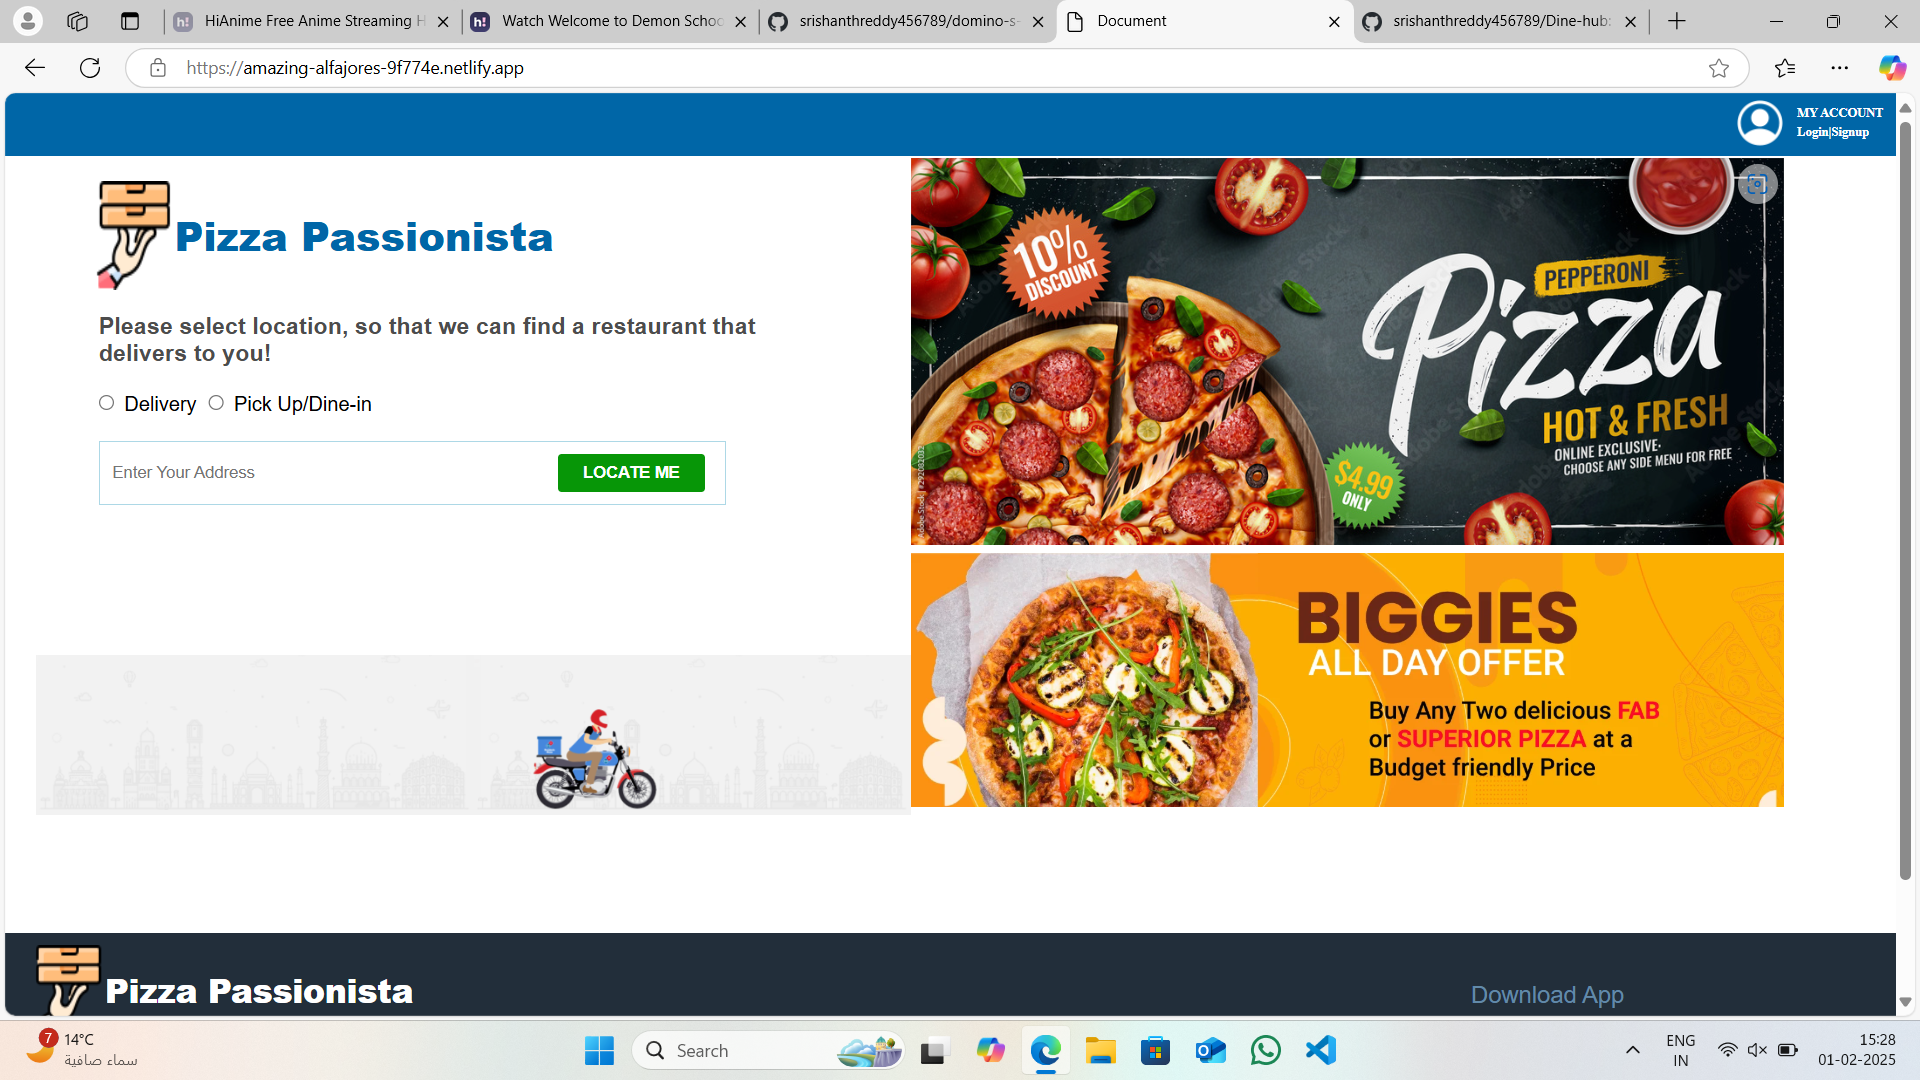 HiAnime Free Anime Streaming H
Watch Welcome to Demon Schoo
srishanthreddy456789/domino-s-
Document
srishanthreddy456789/Dine-hub:
https://amazing-alfajores-9f774e.netlify.app
MY ACCOUNT
Login|Signup
Pizza Passionista
Please select location, so that we can find a restaurant that
delivers to you!
Delivery Pick Up/Dine-in
Enter Your Address
LOCATE ME
10%
DISCOUNT
PEPPERONI
Pizza
HOT & FRESH
ONLINE EXCLUSIVE·
CHOOSE ANY SIDE MENU FOR FREE
$4.99
ONLY
BIGGIES
ALL DAY OFFER
Buy Any Two delicious FAB
or SUPERIOR PIZZA at a
Budget friendly Price
Pizza Passionista
Download App
7
14°C
سماء صافية
Search
ENG
IN
15:28
01-02-2025